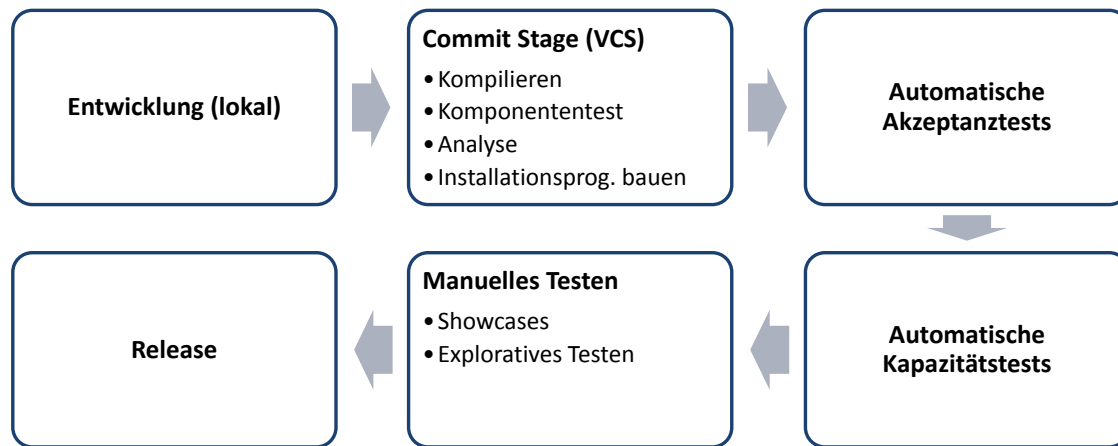 Entwicklung (lokal)
Commit Stage (VCS)
• Kompilieren
• Komponententest
• Analyse
• Installationsprog. bauen
Automatische
Akzeptanztests
Automatische
Kapazitätstests
Manuelles Testen
• Showcases
• Exploratives Testen
Release